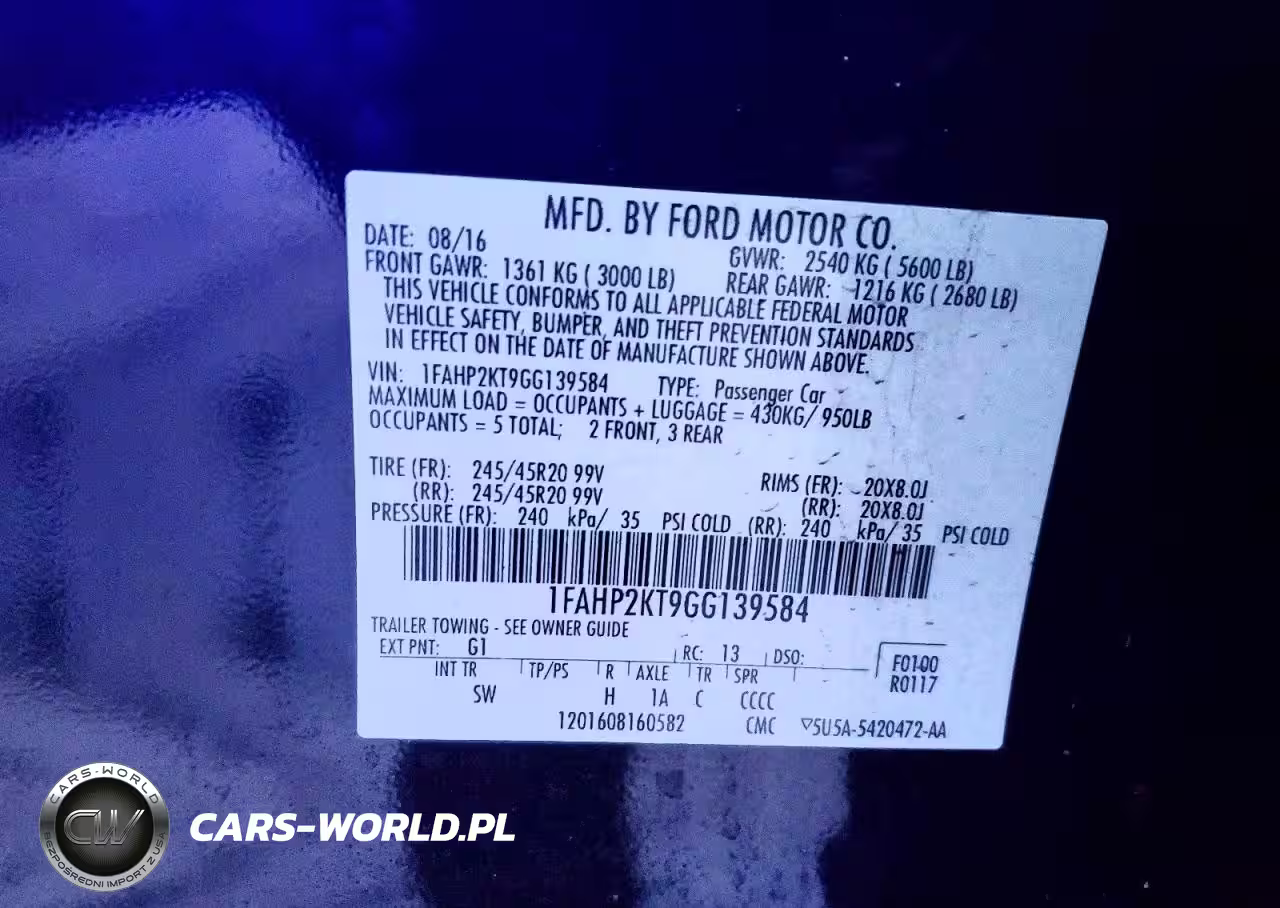 MFD. BY FORD MOTOR CO.
DATE: 08/16
GVWR: 2540 KG ( 5600 LB)
FRONT GAWR: 1361 KG ( 3000 LB)
REAR GAWR: 1216 KG ( 2680 LB)
THIS VEHICLE CONFORMS TO ALL APPLICABLE FEDERAL MOTOR
VEHICLE SAFETY, BUMPER, AND THEFT PREVENTION STANDARDS
IN EFFECT ON THE DATE OF MANUFACTURE SHOWN ABOVE.
VIN: 1FAHP2KT9GG139584 TYPE: Passenger Car
MAXIMUM LOAD = OCCUPANTS + LUGGAGE = 430KG/ 950LB
OCCUPANTS = 5 TOTAL; 2 FRONT, 3 REAR
TIRE (FR): 245/45R20 99V RIMS (FR): 20X8.0J
(RR): 245/45R20 99V (RR): 20X8.0J
PRESSURE (FR): 240 kPa/ 35 PSI COLD (RR): 240 kPa/ 35 PSI COLD
1FAHP2KT9GG139584
TRAILER TOWING - SEE OWNER GUIDE
EXT PNT: G1 RC: 13 DSO: F0100
R0117
INT TR TP/PS R AXLE TR SPR
SW H 1A C CCCC
1201608160582 CMC ▽5U5A-5420472-AA
CARS-WORLD
CW
BEZPOŚREDNI IMPORT Z USA
CARS-WORLD.PL